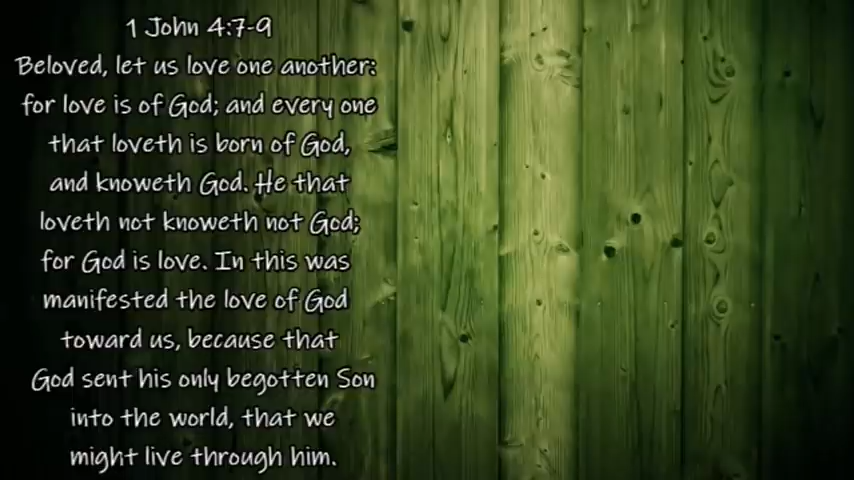 1 John 4:7-9
Beloved, let us love one another:
for love is of God; and every one
that loveth is born of God,
and knoweth God. He that
loveth not knoweth not God;
for God is love. In this was
manifested the love of God
toward us, because that
God sent his only begotten Son
into the world, that we
might live through him.